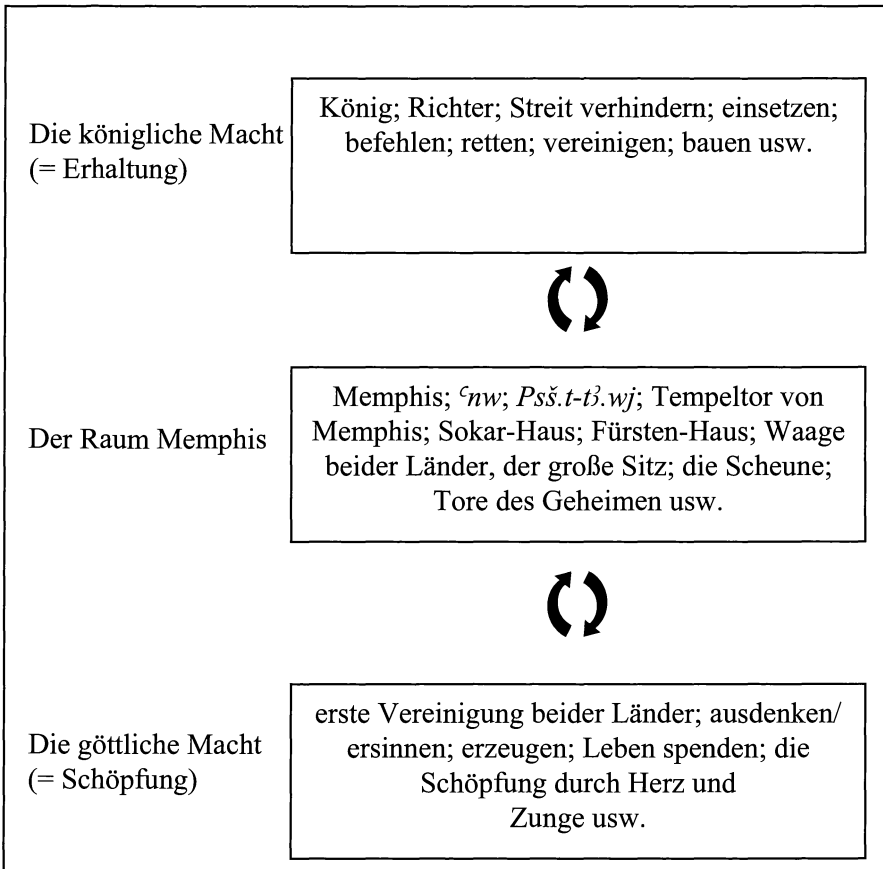 Die königliche Macht
(= Erhaltung)
König; Richter; Streit verhindern; einsetzen;
befehlen; retten; vereinigen; bauen usw.
Der Raum Memphis
Memphis; ꜥnw; Psš.t-tꜣ.wj; Tempeltor von
Memphis; Sokar-Haus; Fürsten-Haus; Waage
beider Länder, der große Sitz; die Scheune;
Tore des Geheimen usw.
Die göttliche Macht
(= Schöpfung)
erste Vereinigung beider Länder; ausdenken/
ersinnen; erzeugen; Leben spenden; die
Schöpfung durch Herz und
Zunge usw.